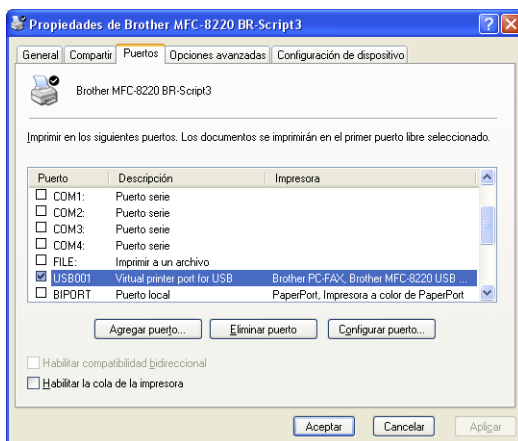 Propiedades de Brother MFC-8220 BR-Script3
General Compartir Puertos Opciones avanzadas Configuración de dispositivo
Brother MFC-8220 BR-Script3
Imprimir en los siguientes puertos. Los documentos se imprimirán en el primer puerto libre seleccionado.
Puerto Descripción Impresora
COM1: Puerto serie
COM2: Puerto serie
COM3: Puerto serie
COM4: Puerto serie
FILE: Imprimir a un archivo
USB001 Virtual printer port for USB Brother PC-FAX, Brother MFC-8220 USB ...
BIPORT Puerto local PaperPort, Impresora a color de PaperPort
Agregar puerto... Eliminar puerto Configurar puerto...
Habilitar compatibilidad bidireccional
Habilitar la cola de la impresora
Aceptar Cancelar Aplicar